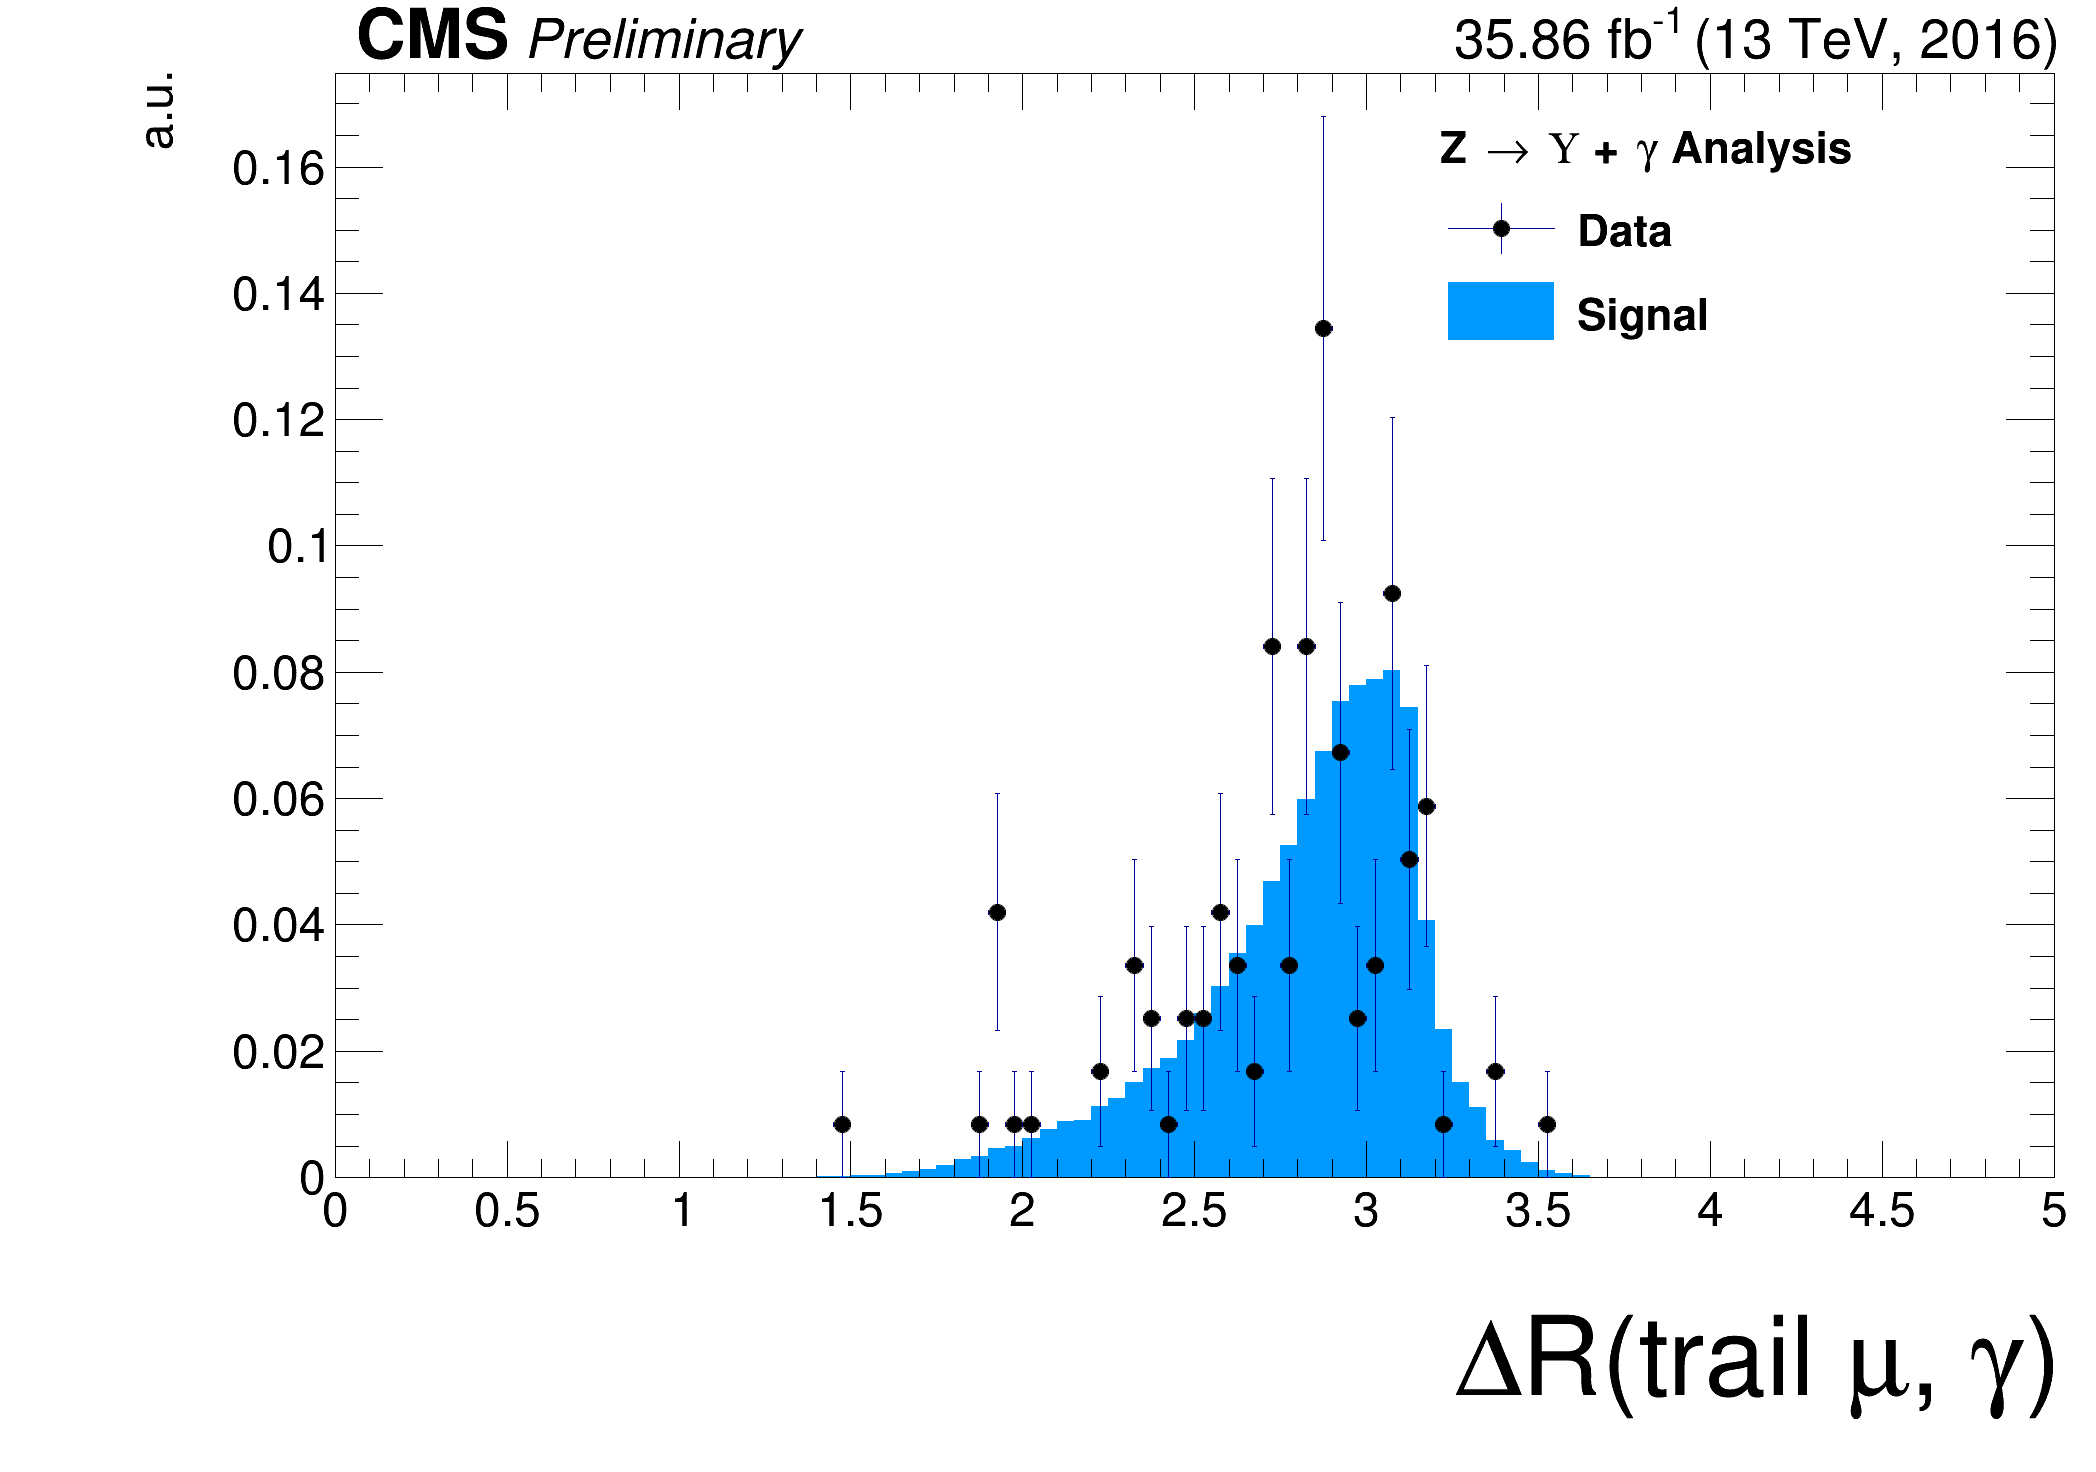 CMS Preliminary 35.86 fb⁻¹ (13 TeV, 2016)
a.u.
Z → Υ + γ Analysis
Data
Signal
0.16
0.14
0.12
0.1
0.08
0.06
0.04
0.02
0
0 0.5 1 1.5 2 2.5 3 3.5 4 4.5 5
ΔR(trail μ, γ)